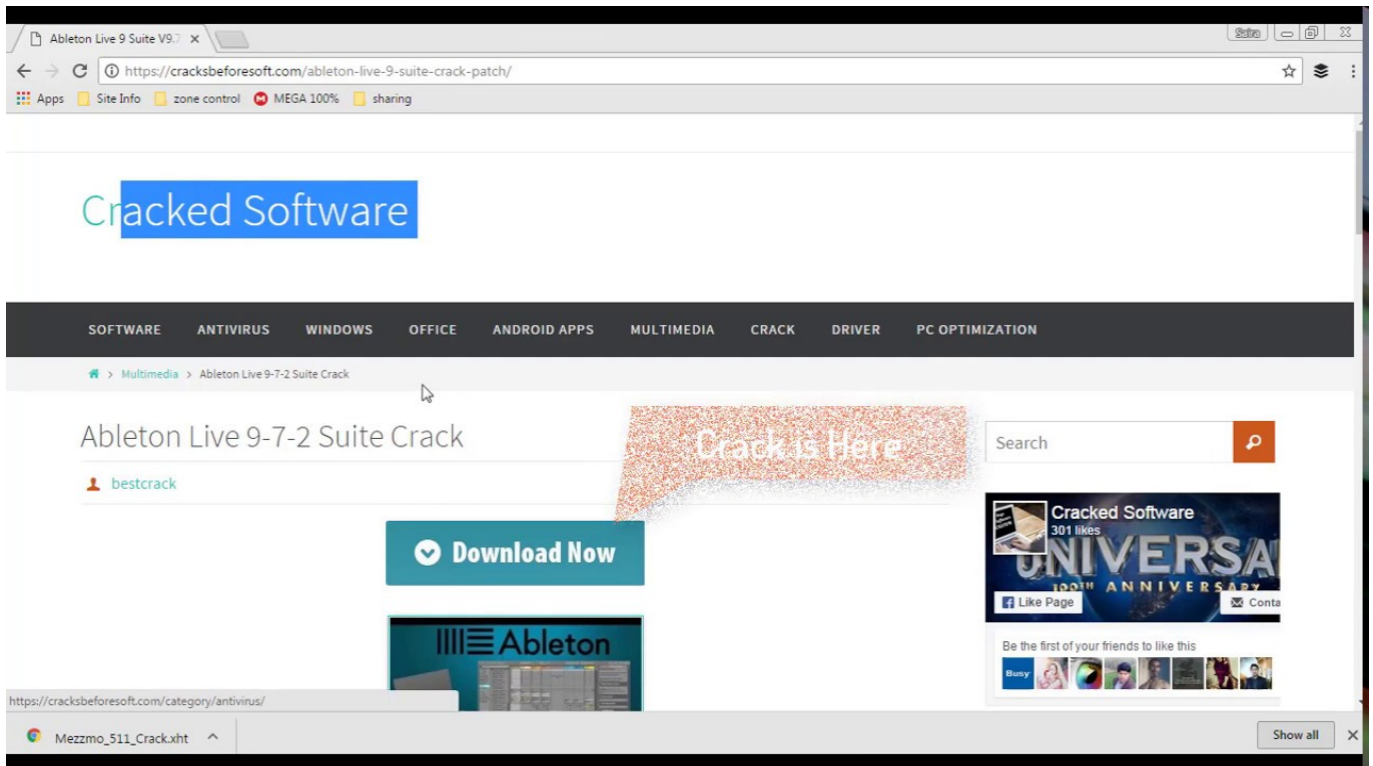 Ableton Live 9 Suite V9.7
https://cracksbeforesoft.com/ableton-live-9-suite-crack-patch/
Apps Site Info zone control MEGA 100% sharing
Cracked Software
SOFTWARE ANTIVIRUS WINDOWS OFFICE ANDROID APPS MULTIMEDIA CRACK DRIVER PC OPTIMIZATION
> Multimedia > Ableton Live 9-7-2 Suite Crack
Ableton Live 9-7-2 Suite Crack
Crack is Here
Search
bestcrack
Cracked Software
301 likes
UNIVERSA
100TH ANNIVERSARY
Download Now
Like Page
Conta
Be the first of your friends to like this
Busy
Ableton
https://cracksbeforesoft.com/category/antivirus/
Mezzmo_511_Crack.xht
Show all